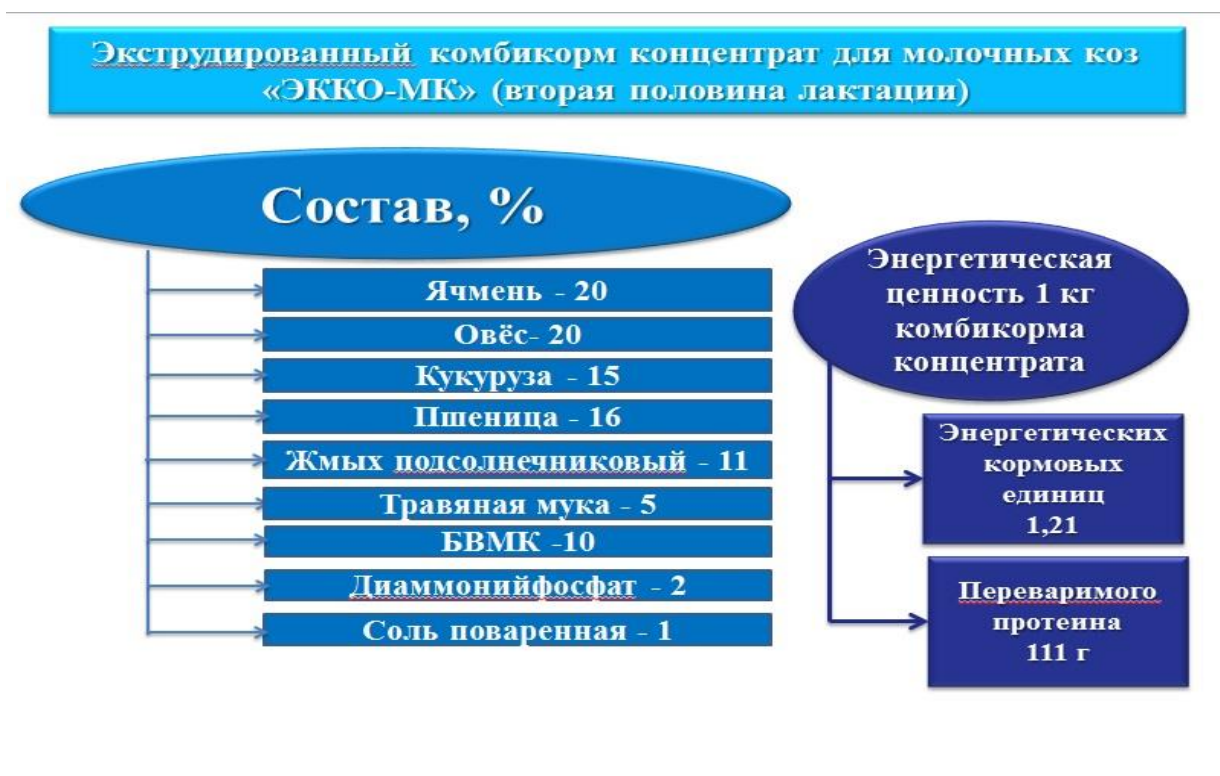 Экструдированный комбикорм концентрат для молочных коз
«ЭККО-МК» (вторая половина лактации)
Состав, %
Ячмень - 20
Овёс- 20
Кукуруза - 15
Пшеница - 16
Жмых подсолнечниковый - 11
Травяная мука - 5
БВМК -10
Диаммонийфосфат - 2
Соль поваренная - 1
Энергетическая
ценность 1 кг
комбикорма
концентрата
Энергетических
кормовых
единиц
1,21
Переваримого
протеина
111 г